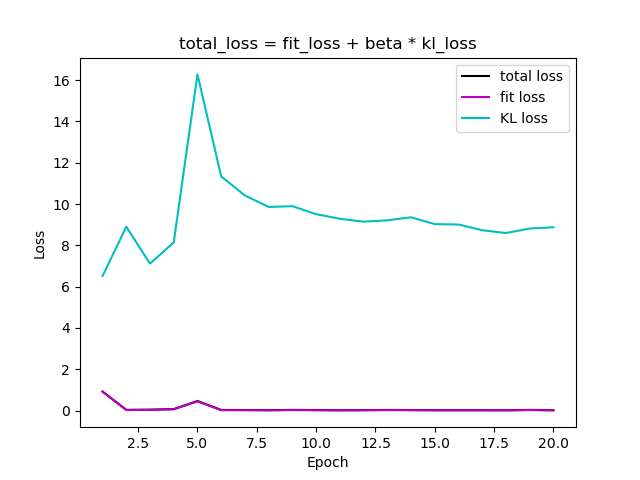 total_loss = fit_loss + beta * kl_loss
total loss
fit loss
KL loss
16
14
12
10
8
6
4
2
0
Loss
2.5 5.0 7.5 10.0 12.5 15.0 17.5 20.0
Epoch